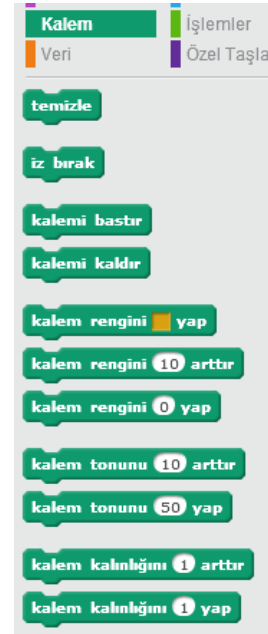 Kalem İşlemler
Veri Özel Taşla
temizle
iz bırak
kalemi bastır
kalemi kaldır
kalem rengini yap
kalem rengini 10 arttır
kalem rengini 0 yap
kalem tonunu 10 arttır
kalem tonunu 50 yap
kalem kalınlığını 1 arttır
kalem kalınlığını 1 yap